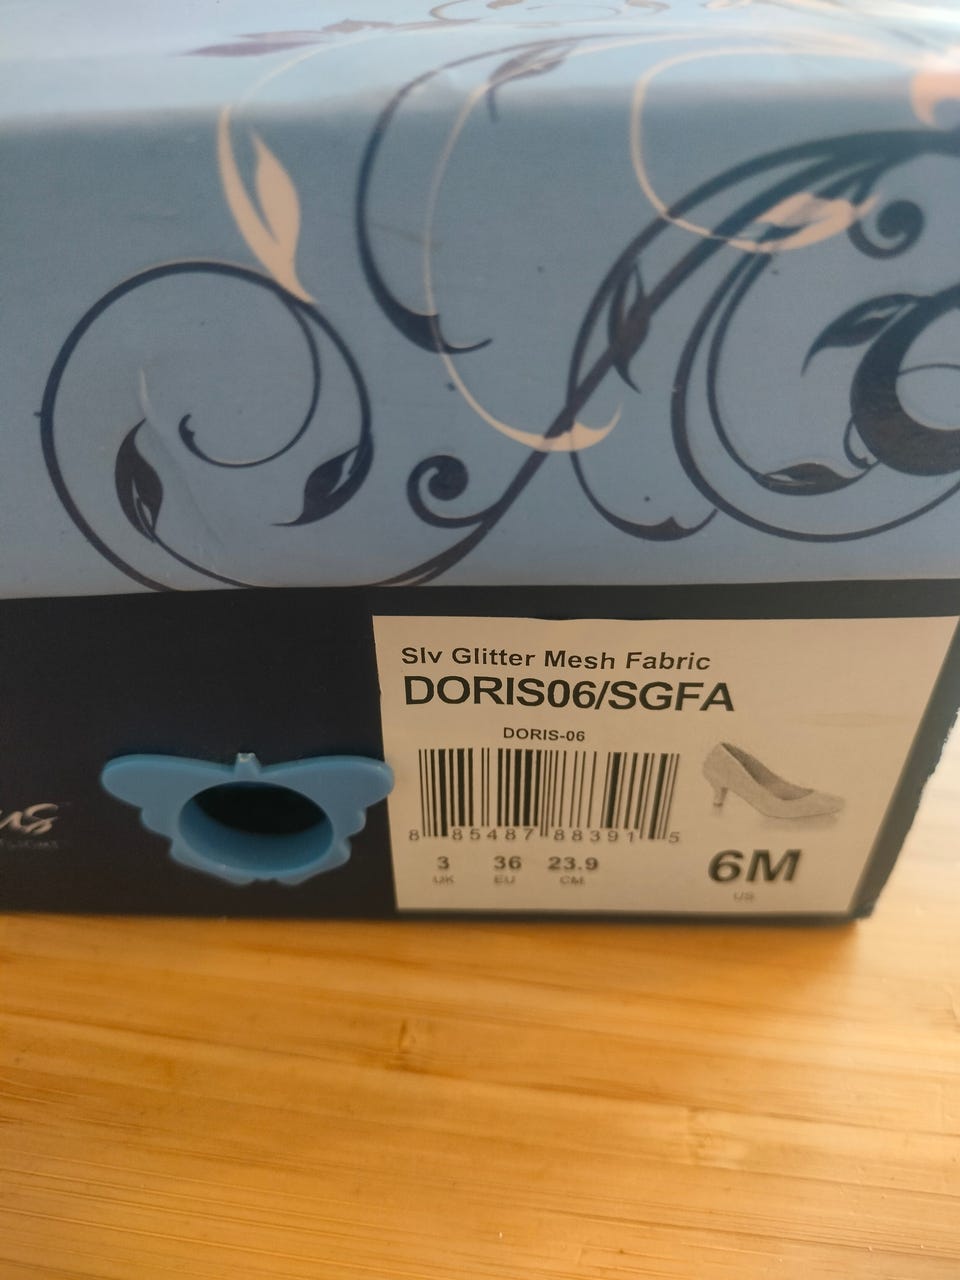 Slv Glitter Mesh Fabric
DORIS06/SGFA
DORIS-06
8 85487 88391 5
3 36 23.9
UK EU CM
6M
US